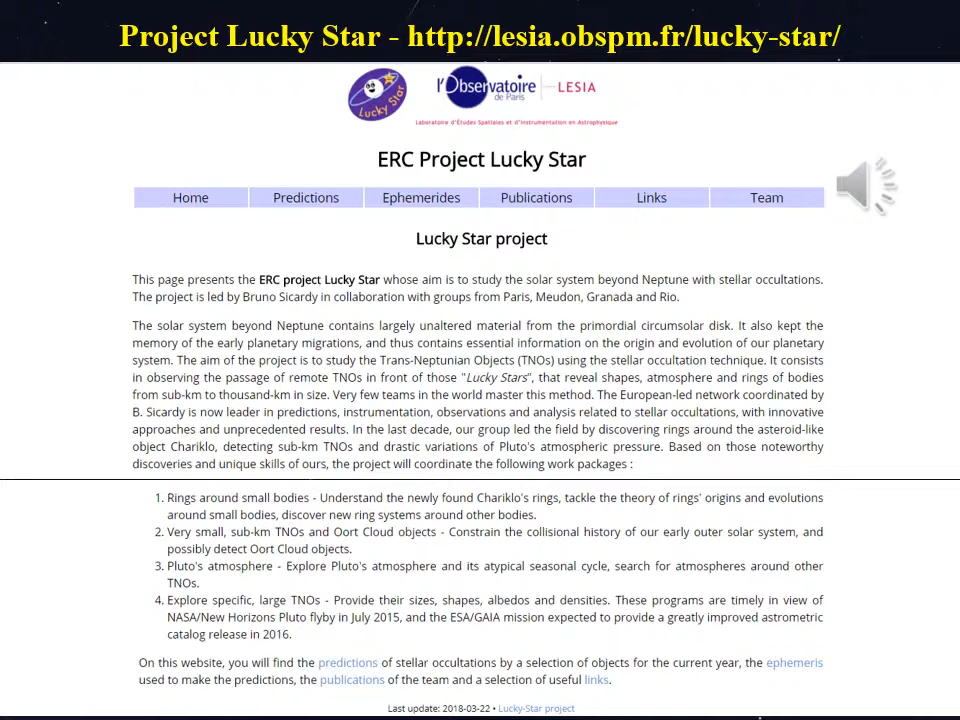 Project Lucky Star - http://lesia.obspm.fr/lucky-star/
Lucky Star
l'Observatoire
de Paris
LESIA
Laboratoire d'Études Spatiales et d'Instrumentation en Astrophysique
ERC Project Lucky Star
Home Predictions Ephemerides Publications Links Team
Lucky Star project
This page presents the ERC project Lucky Star whose aim is to study the solar system beyond Neptune with stellar occultations.
The project is led by Bruno Sicardy in collaboration with groups from Paris, Meudon, Granada and Rio.
The solar system beyond Neptune contains largely unaltered material from the primordial circumsolar disk. It also kept the
memory of the early planetary migrations, and thus contains essential information on the origin and evolution of our planetary
system. The aim of the project is to study the Trans-Neptunian Objects (TNOs) using the stellar occultation technique. It consists
in observing the passage of remote TNOs in front of those "Lucky Stars", that reveal shapes, atmosphere and rings of bodies
from sub-km to thousand-km in size. Very few teams in the world master this method. The European-led network coordinated by
B. Sicardy is now leader in predictions, instrumentation, observations and analysis related to stellar occultations, with innovative
approaches and unprecedented results. In the last decade, our group led the field by discovering rings around the asteroid-like
object Chariklo, detecting sub-km TNOs and drastic variations of Pluto's atmospheric pressure. Based on those noteworthy
discoveries and unique skills of ours, the project will coordinate the following work packages :
1. Rings around small bodies - Understand the newly found Chariklo's rings, tackle the theory of rings' origins and evolutions
around small bodies, discover new ring systems around other bodies.
2. Very small, sub-km TNOs and Oort Cloud objects - Constrain the collisional history of our early outer solar system, and
possibly detect Oort Cloud objects.
3. Pluto's atmosphere - Explore Pluto's atmosphere and its atypical seasonal cycle, search for atmospheres around other
TNOs.
4. Explore specific, large TNOs - Provide their sizes, shapes, albedos and densities. These programs are timely in view of
NASA/New Horizons Pluto flyby in July 2015, and the ESA/GAIA mission expected to provide a greatly improved astrometric
catalog release in 2016.
On this website, you will find the predictions of stellar occultations by a selection of objects for the current year, the ephemeris
used to make the predictions, the publications of the team and a selection of useful links.
Last update: 2018-03-22 • Lucky-Star project